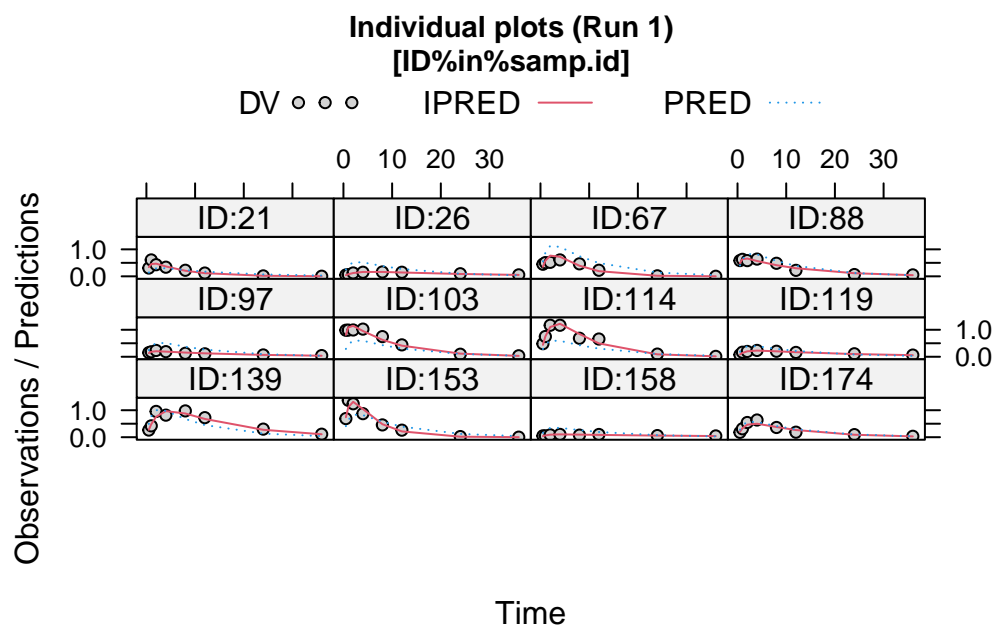 Individual plots (Run 1)
[ID%in%samp.id]
DV IPRED PRED
0 10 20 30 0 10 20 30
ID:21 ID:26 ID:67 ID:88
1.0
0.0
ID:97 ID:103 ID:114 ID:119
1.0
0.0
ID:139 ID:153 ID:158 ID:174
1.0
0.0
Observations / Predictions
Time